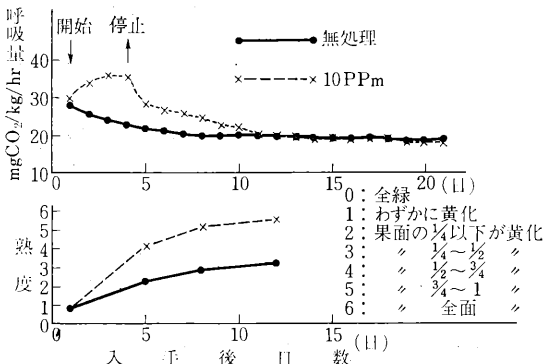 呼吸量 mgCO₂/kg/hr
開始 停止
無処理
10PPm
40
30
20
10
0 5 10 15 20 (日)
熟度
6
5
4
3
2
1
0
0 5 10 15 (日)
入手後日数
0：全緑
1：わずかに黄化
2：果面の¼以下が黄化
3：〃 ¼～½ 〃
4：〃 ½～¾ 〃
5：〃 ¾～1 〃
6：〃 全面 〃